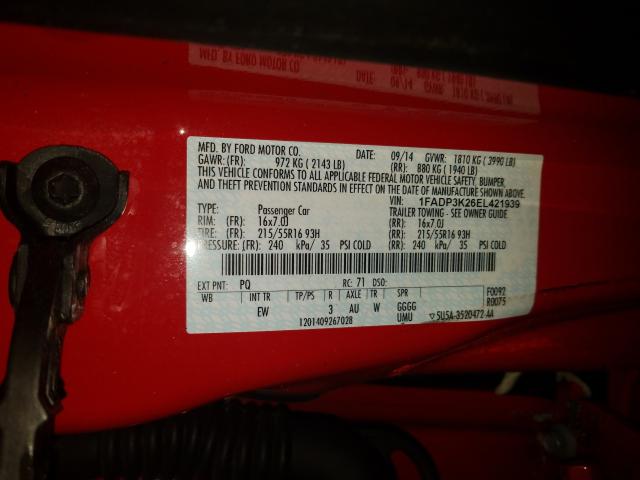 MFD. BY FORD MOTOR CO.
DATE: 09/14 GVWR: 1810 KG ( 3990 LB)
GAWR: (FR): 972 KG ( 2143 LB) (RR): 880 KG ( 1940 LB)
THIS VEHICLE CONFORMS TO ALL APPLICABLE FEDERAL MOTOR VEHICLE SAFETY, BUMPER,
AND THEFT PREVENTION STANDARDS IN EFFECT ON THE DATE OF MANUFACTURE SHOWN ABOVE.
VIN: 1FADP3K26EL421939
TYPE: Passenger Car TRAILER TOWING - SEE OWNER GUIDE
RIM: (FR): 16x7.0J (RR): 16x7.0J
TIRE: (FR): 215/55R16 93H (RR): 215/55R16 93H
PRESSURE: (FR): 240 kPa/ 35 PSI COLD (RR): 240 kPa/ 35 PSI COLD
EXT PNT: PQ RC: 71 DSO: F0092
WB INT TR TP/PS R AXLE TR SPR R0075
EW 3 AU W GGGG
1201409267028 UMU ▽5U5A-3520472-AA